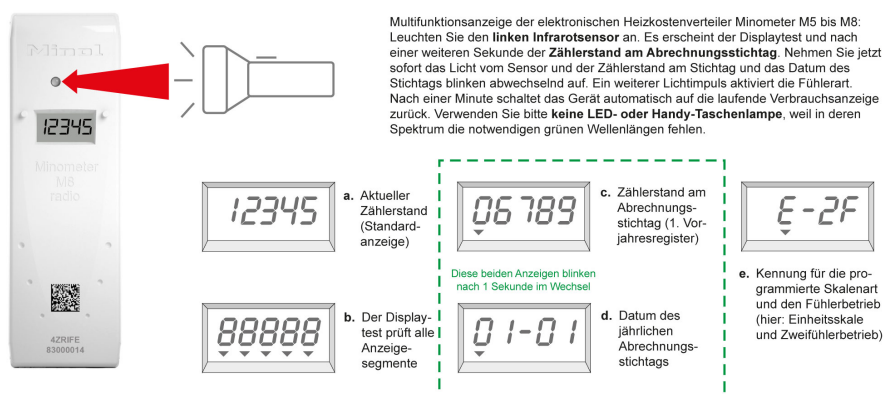 Multifunktionsanzeige der elektronischen Heizkostenverteiler Minometer M5 bis M8:
Leuchten Sie den linken Infrarotsensor an. Es erscheint der Displaytest und nach
einer weiteren Sekunde der Zählerstand am Abrechnungsstichtag. Nehmen Sie jetzt
sofort das Licht vom Sensor und der Zählerstand am Stichtag und das Datum des
Stichtags blinken abwechselnd auf. Ein weiterer Lichtimpuls aktiviert die Fühlerart.
Nach einer Minute schaltet das Gerät automatisch auf die laufende Verbrauchsanzeige
zurück. Verwenden Sie bitte keine LED- oder Handy-Taschenlampe, weil in deren
Spektrum die notwendigen grünen Wellenlängen fehlen.
Minol
12345
Minometer
M8
radio
4ZRIFE
83000014
12345
a. Aktueller
Zählerstand
(Standard-
anzeige)
88888
b. Der Display-
test prüft alle
Anzeige-
segmente
06789
c. Zählerstand am
Abrechnungs-
stichtag (1. Vor-
jahresregister)
Diese beiden Anzeigen blinken
nach 1 Sekunde im Wechsel
01-01
d. Datum des
jährlichen
Abrechnungs-
stichtags
E-2F
e. Kennung für die pro-
grammierte Skalenart
und den Fühlerbetrieb
(hier: Einheitsskale
und Zweifühlerbetrieb)